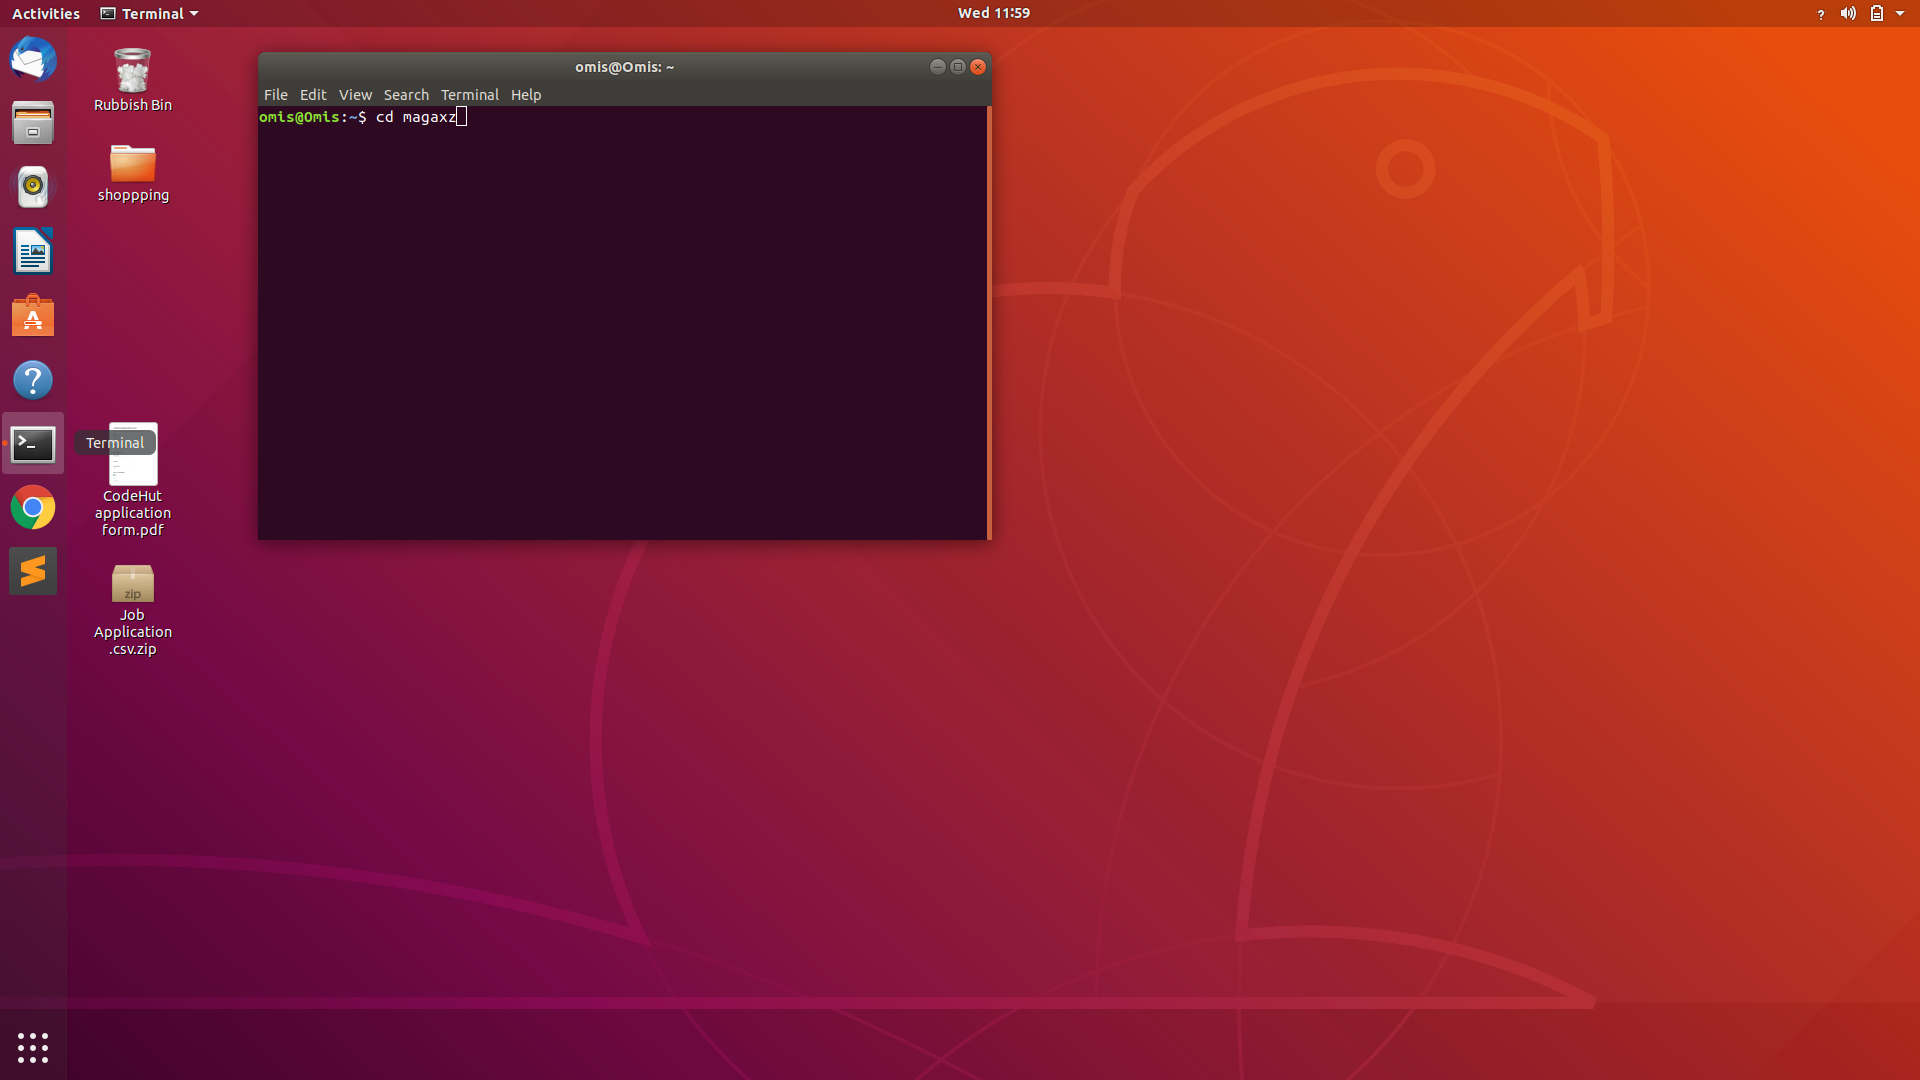 Activities
Terminal
Wed 11:59
?
Rubbish Bin
shoppping
omis@Omis: ~
File Edit View Search Terminal Help
omis@Omis:~$ cd magaxz
Terminal
CodeHut
application
form.pdf
zip
Job
Application
.csv.zip